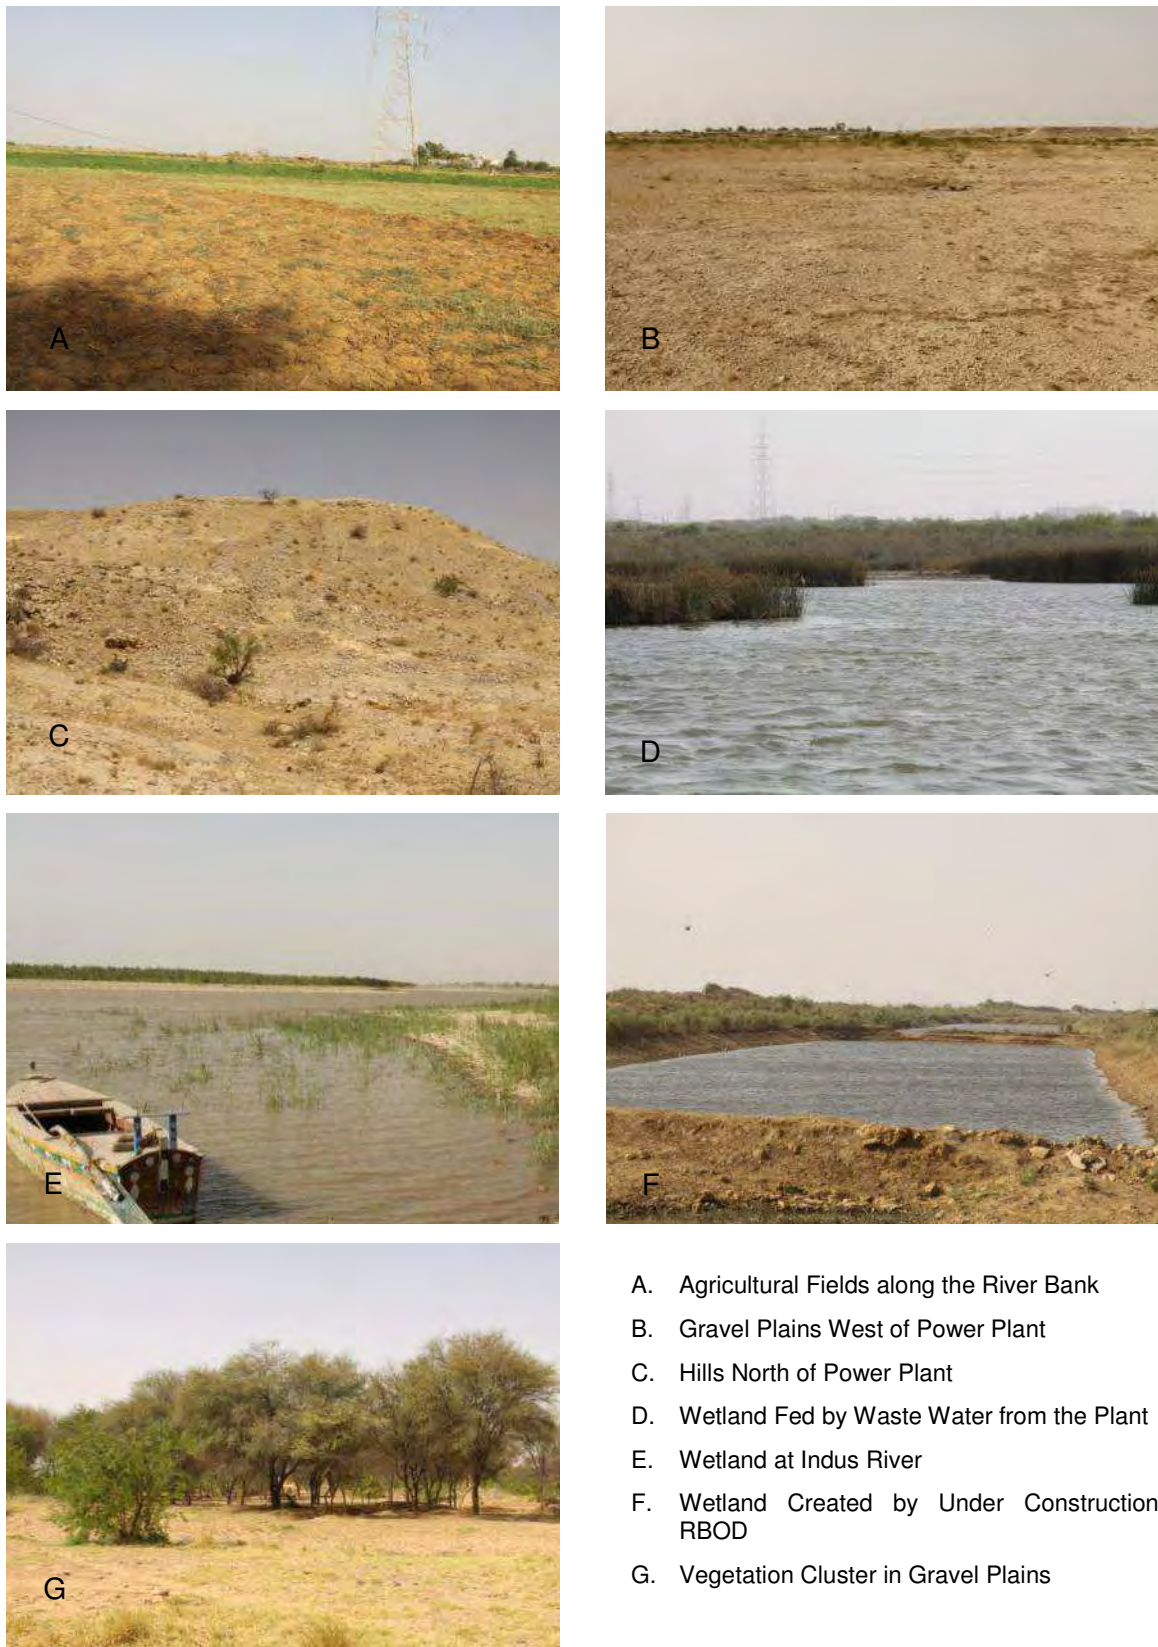 A
B
C
D
E
F
G
A. Agricultural Fields along the River Bank
B. Gravel Plains West of Power Plant
C. Hills North of Power Plant
D. Wetland Fed by Waste Water from the Plant
E. Wetland at Indus River
F. Wetland Created by Under Construction
RBOD
G. Vegetation Cluster in Gravel Plains